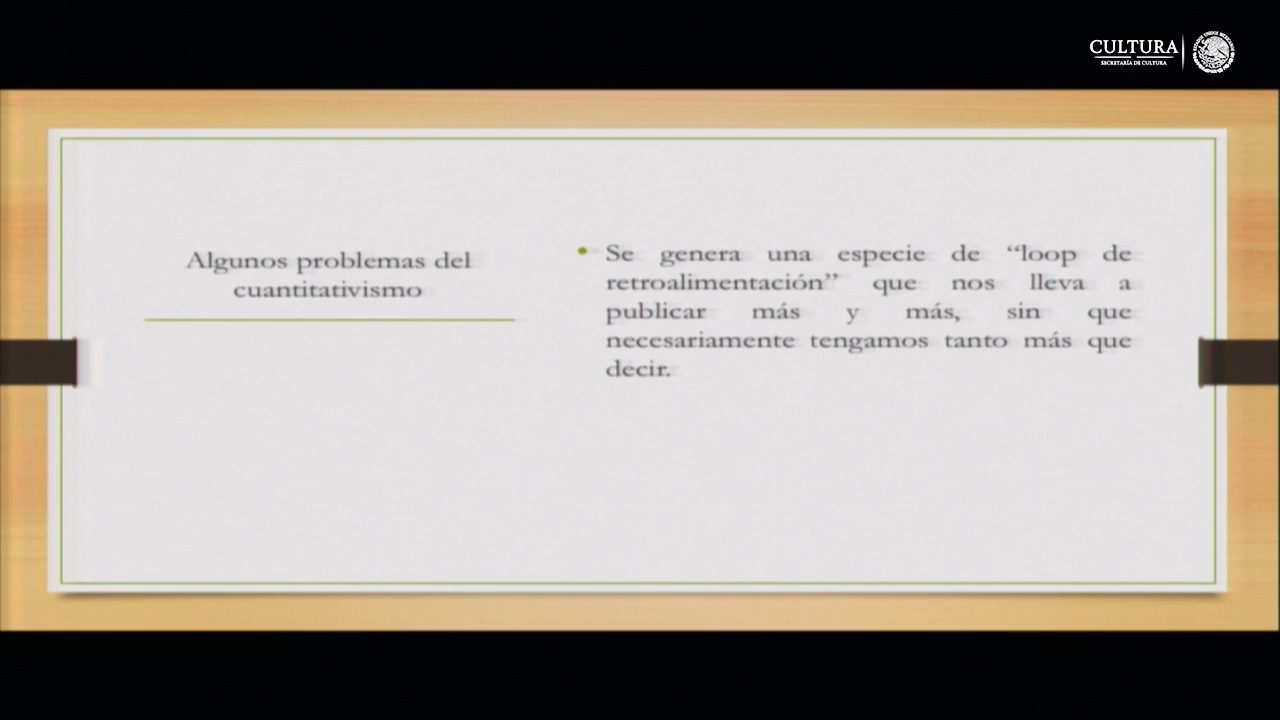 CULTURA
SECRETARÍA DE CULTURA
Algunos problemas del
cuantitativismo
• Se genera una especie de “loop de
retroalimentación” que nos lleva a
publicar más y más, sin que
necesariamente tengamos tanto más que
decir.